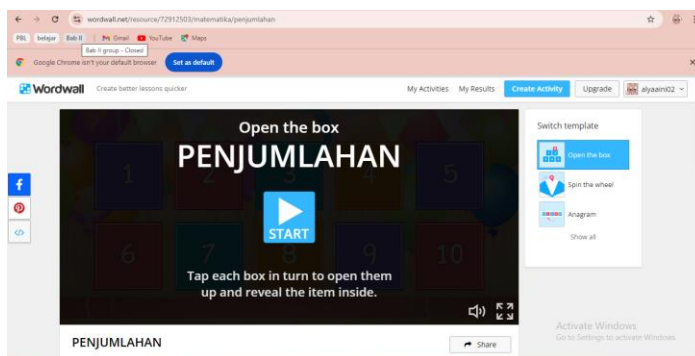 wordwall.net/resource/72912503/matematika/penjumlahan
PBL belajar Bab II Gmail YouTube Maps
Bab II group - Closed
Google Chrome isn't your default browser Set as default
Wordwall Create better lessons quicker My Activities My Results Create Activity Upgrade alyaaini02
Open the box
PENJUMLAHAN
START
Tap each box in turn to open them
up and reveal the item inside.
1 2 3 4 5
6 7 8 9 10
Switch template
Open the box
Spin the wheel
Anagram
Show all
PENJUMLAHAN Share
Activate Windows
Go to Settings to activate Windows.